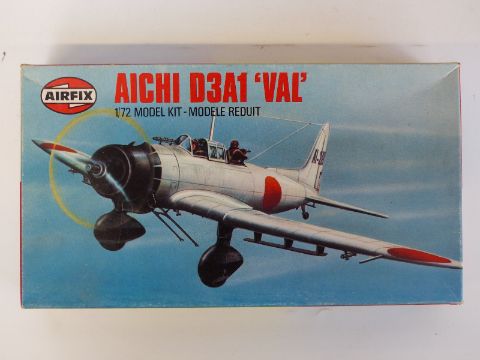 AIRFIX
AICHI D3A1 'VAL'
1/72 MODEL KIT - MODELE REDUIT